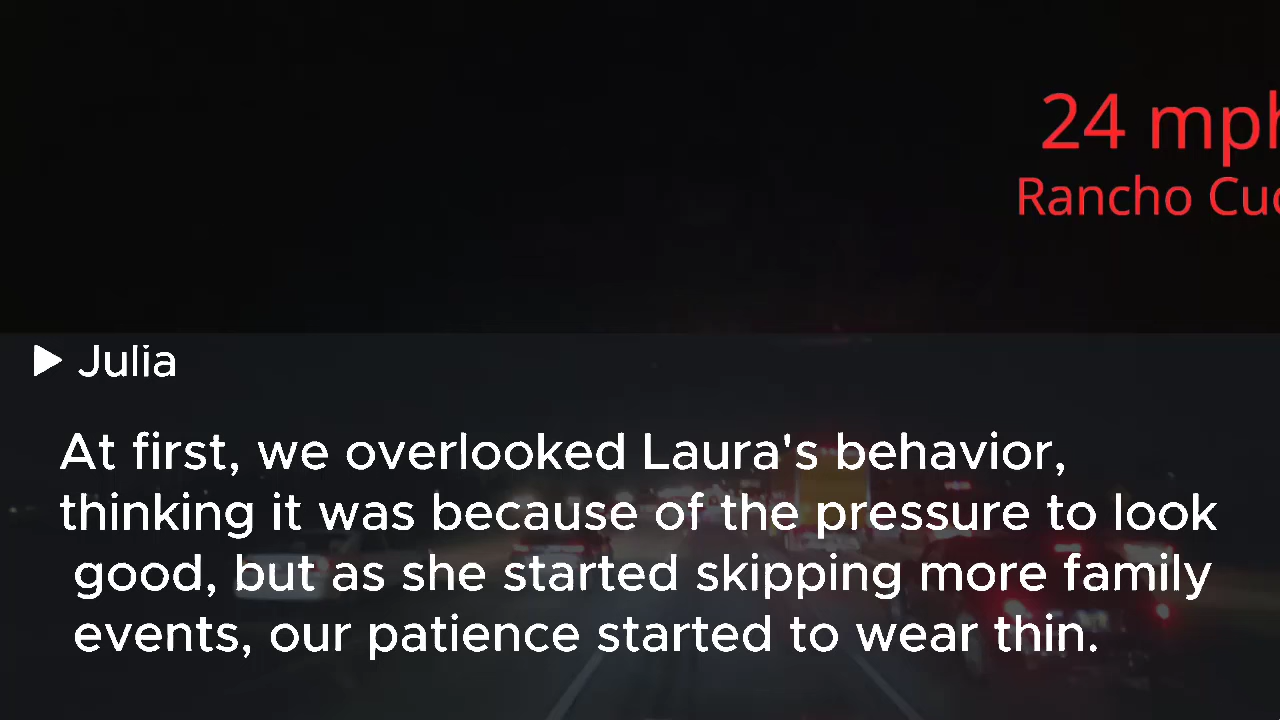 24 mph
Rancho
Julia
At first, we overlooked Laura's behavior,
thinking it was because of the pressure to look
good, but as she started skipping more family
events, our patience started to wear thin.